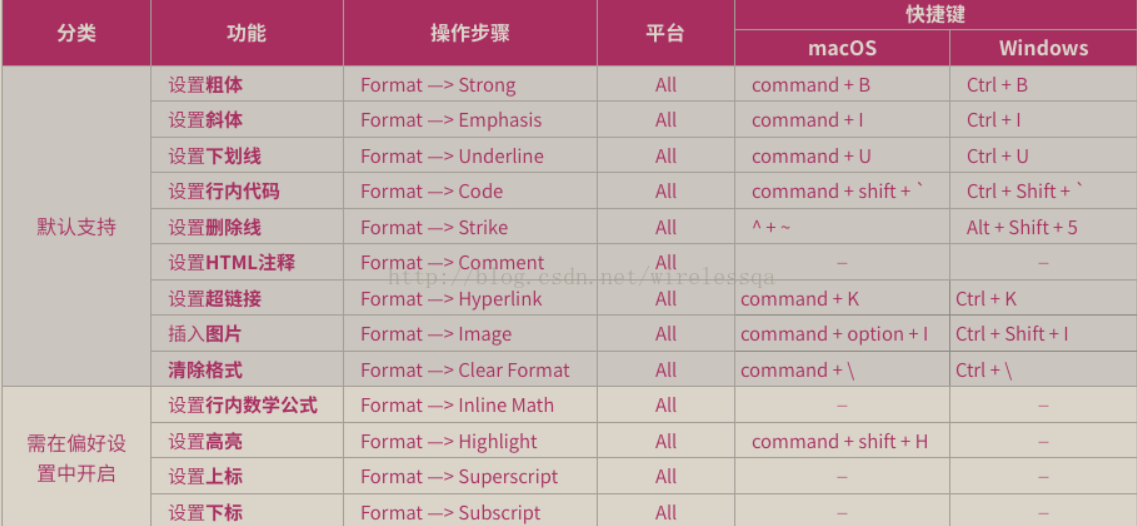 分类 功能 操作步骤 平台 快捷键
macOS Windows
设置粗体 Format —> Strong All command + B Ctrl + B
设置斜体 Format —> Emphasis All command + I Ctrl + I
设置下划线 Format —> Underline All command + U Ctrl + U
设置行内代码 Format —> Code All command + shift + ` Ctrl + Shift + `
默认支持 设置删除线 Format —> Strike All ^ + ~ Alt + Shift + 5
设置HTML注释 Format —> Comment All – –
http://blog.csdn.net/wirelessqa
设置超链接 Format —> Hyperlink All command + K Ctrl + K
插入图片 Format —> Image All command + option + I Ctrl + Shift + I
清除格式 Format —> Clear Format All command + \ Ctrl + \
设置行内数学公式 Format —> Inline Math All – –
需在偏好设 设置高亮 Format —> Highlight All command + shift + H –
置中开启 设置上标 Format —> Superscript All – –
设置下标 Format —> Subscript All – –